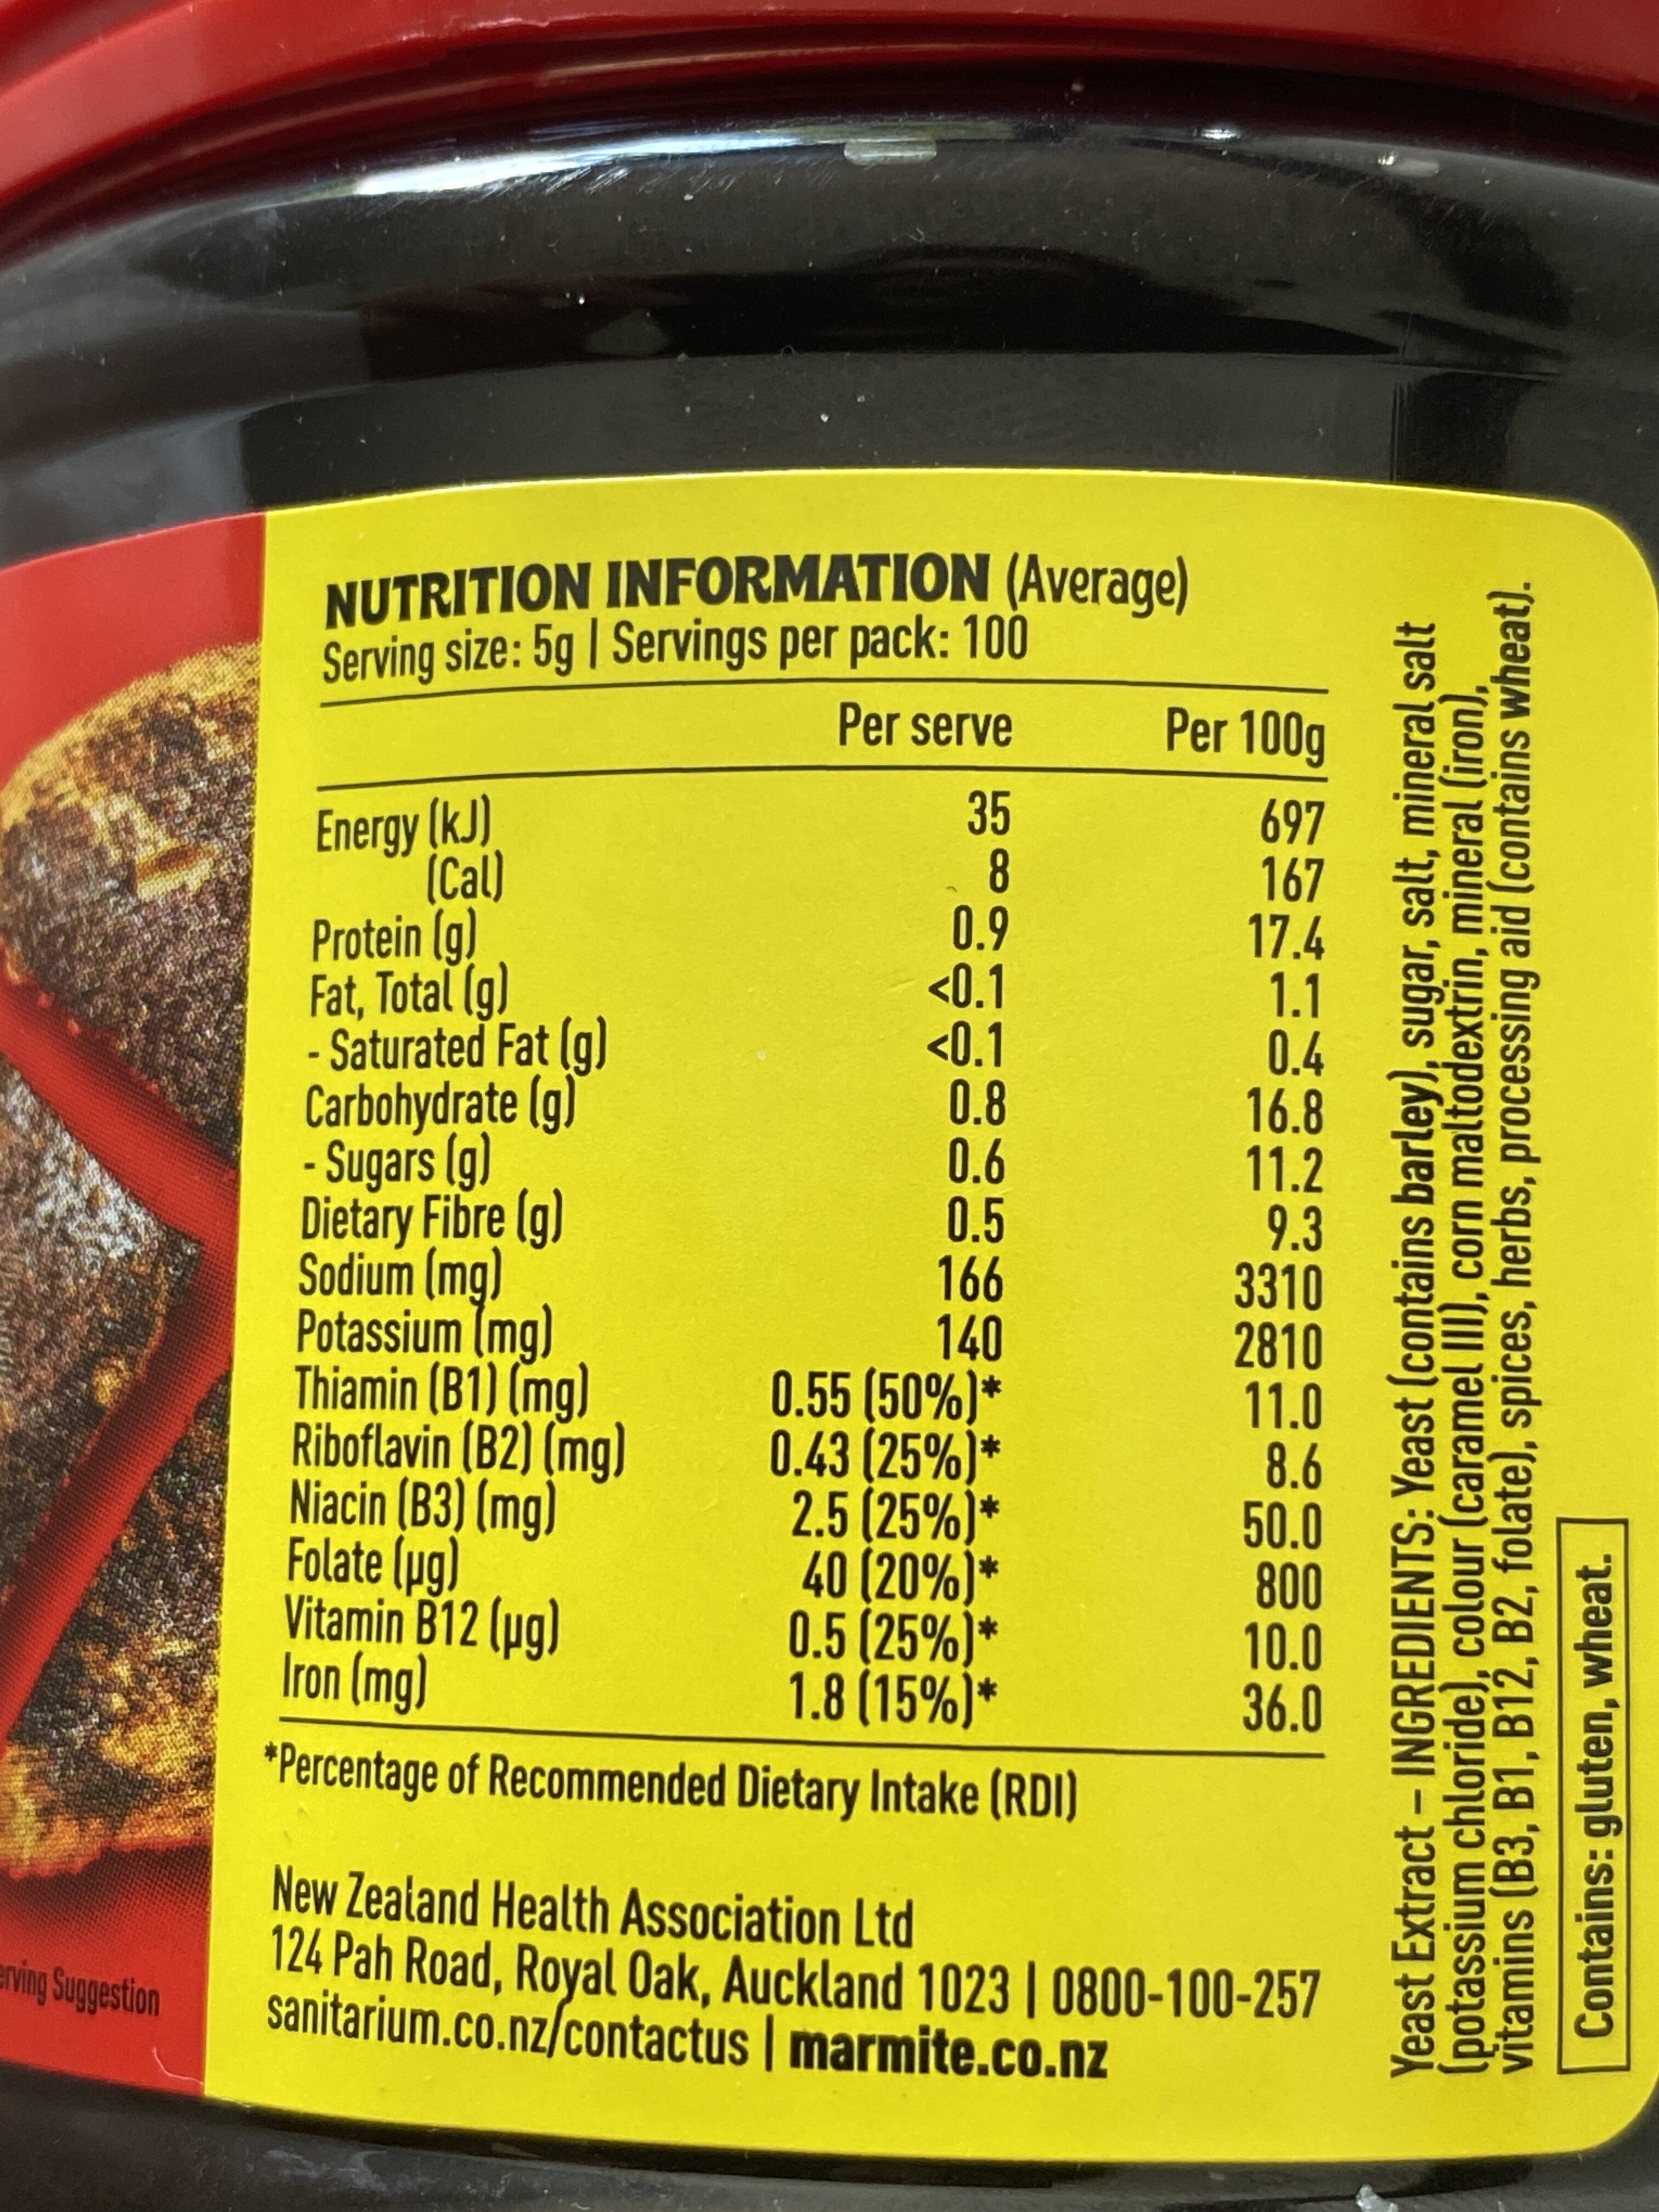 NUTRITION INFORMATION (Average)
Serving size: 5g | Servings per pack: 100
Per serve Per 100g
Energy (kJ) 35 697
(Cal) 8 167
Protein (g) 0.9 17.4
Fat, Total (g) <0.1 1.1
- Saturated Fat (g) <0.1 0.4
Carbohydrate (g) 0.8 16.8
- Sugars (g) 0.6 11.2
Dietary Fibre (g) 0.5 9.3
Sodium (mg) 166 3310
Potassium (mg) 140 2810
Thiamin (B1) (mg) 0.55 (50%)* 11.0
Riboflavin (B2) (mg) 0.43 (25%)* 8.6
Niacin (B3) (mg) 2.5 (25%)* 50.0
Folate (µg) 40 (20%)* 800
Vitamin B12 (µg) 0.5 (25%)* 10.0
Iron (mg) 1.8 (15%)* 36.0
*Percentage of Recommended Dietary Intake (RDI)
New Zealand Health Association Ltd
124 Pah Road, Royal Oak, Auckland 1023 | 0800-100-257
sanitarium.co.nz/contactus | marmite.co.nz
Yeast Extract – INGREDIENTS: Yeast (contains barley), sugar, salt, mineral salt
(potassium chloride), colour (caramel III), corn maltodextrin, mineral (iron),
vitamins (B3, B1, B12, B2, folate), spices, herbs, processing aid (contains wheat).
Contains: gluten, wheat.
Suggestion